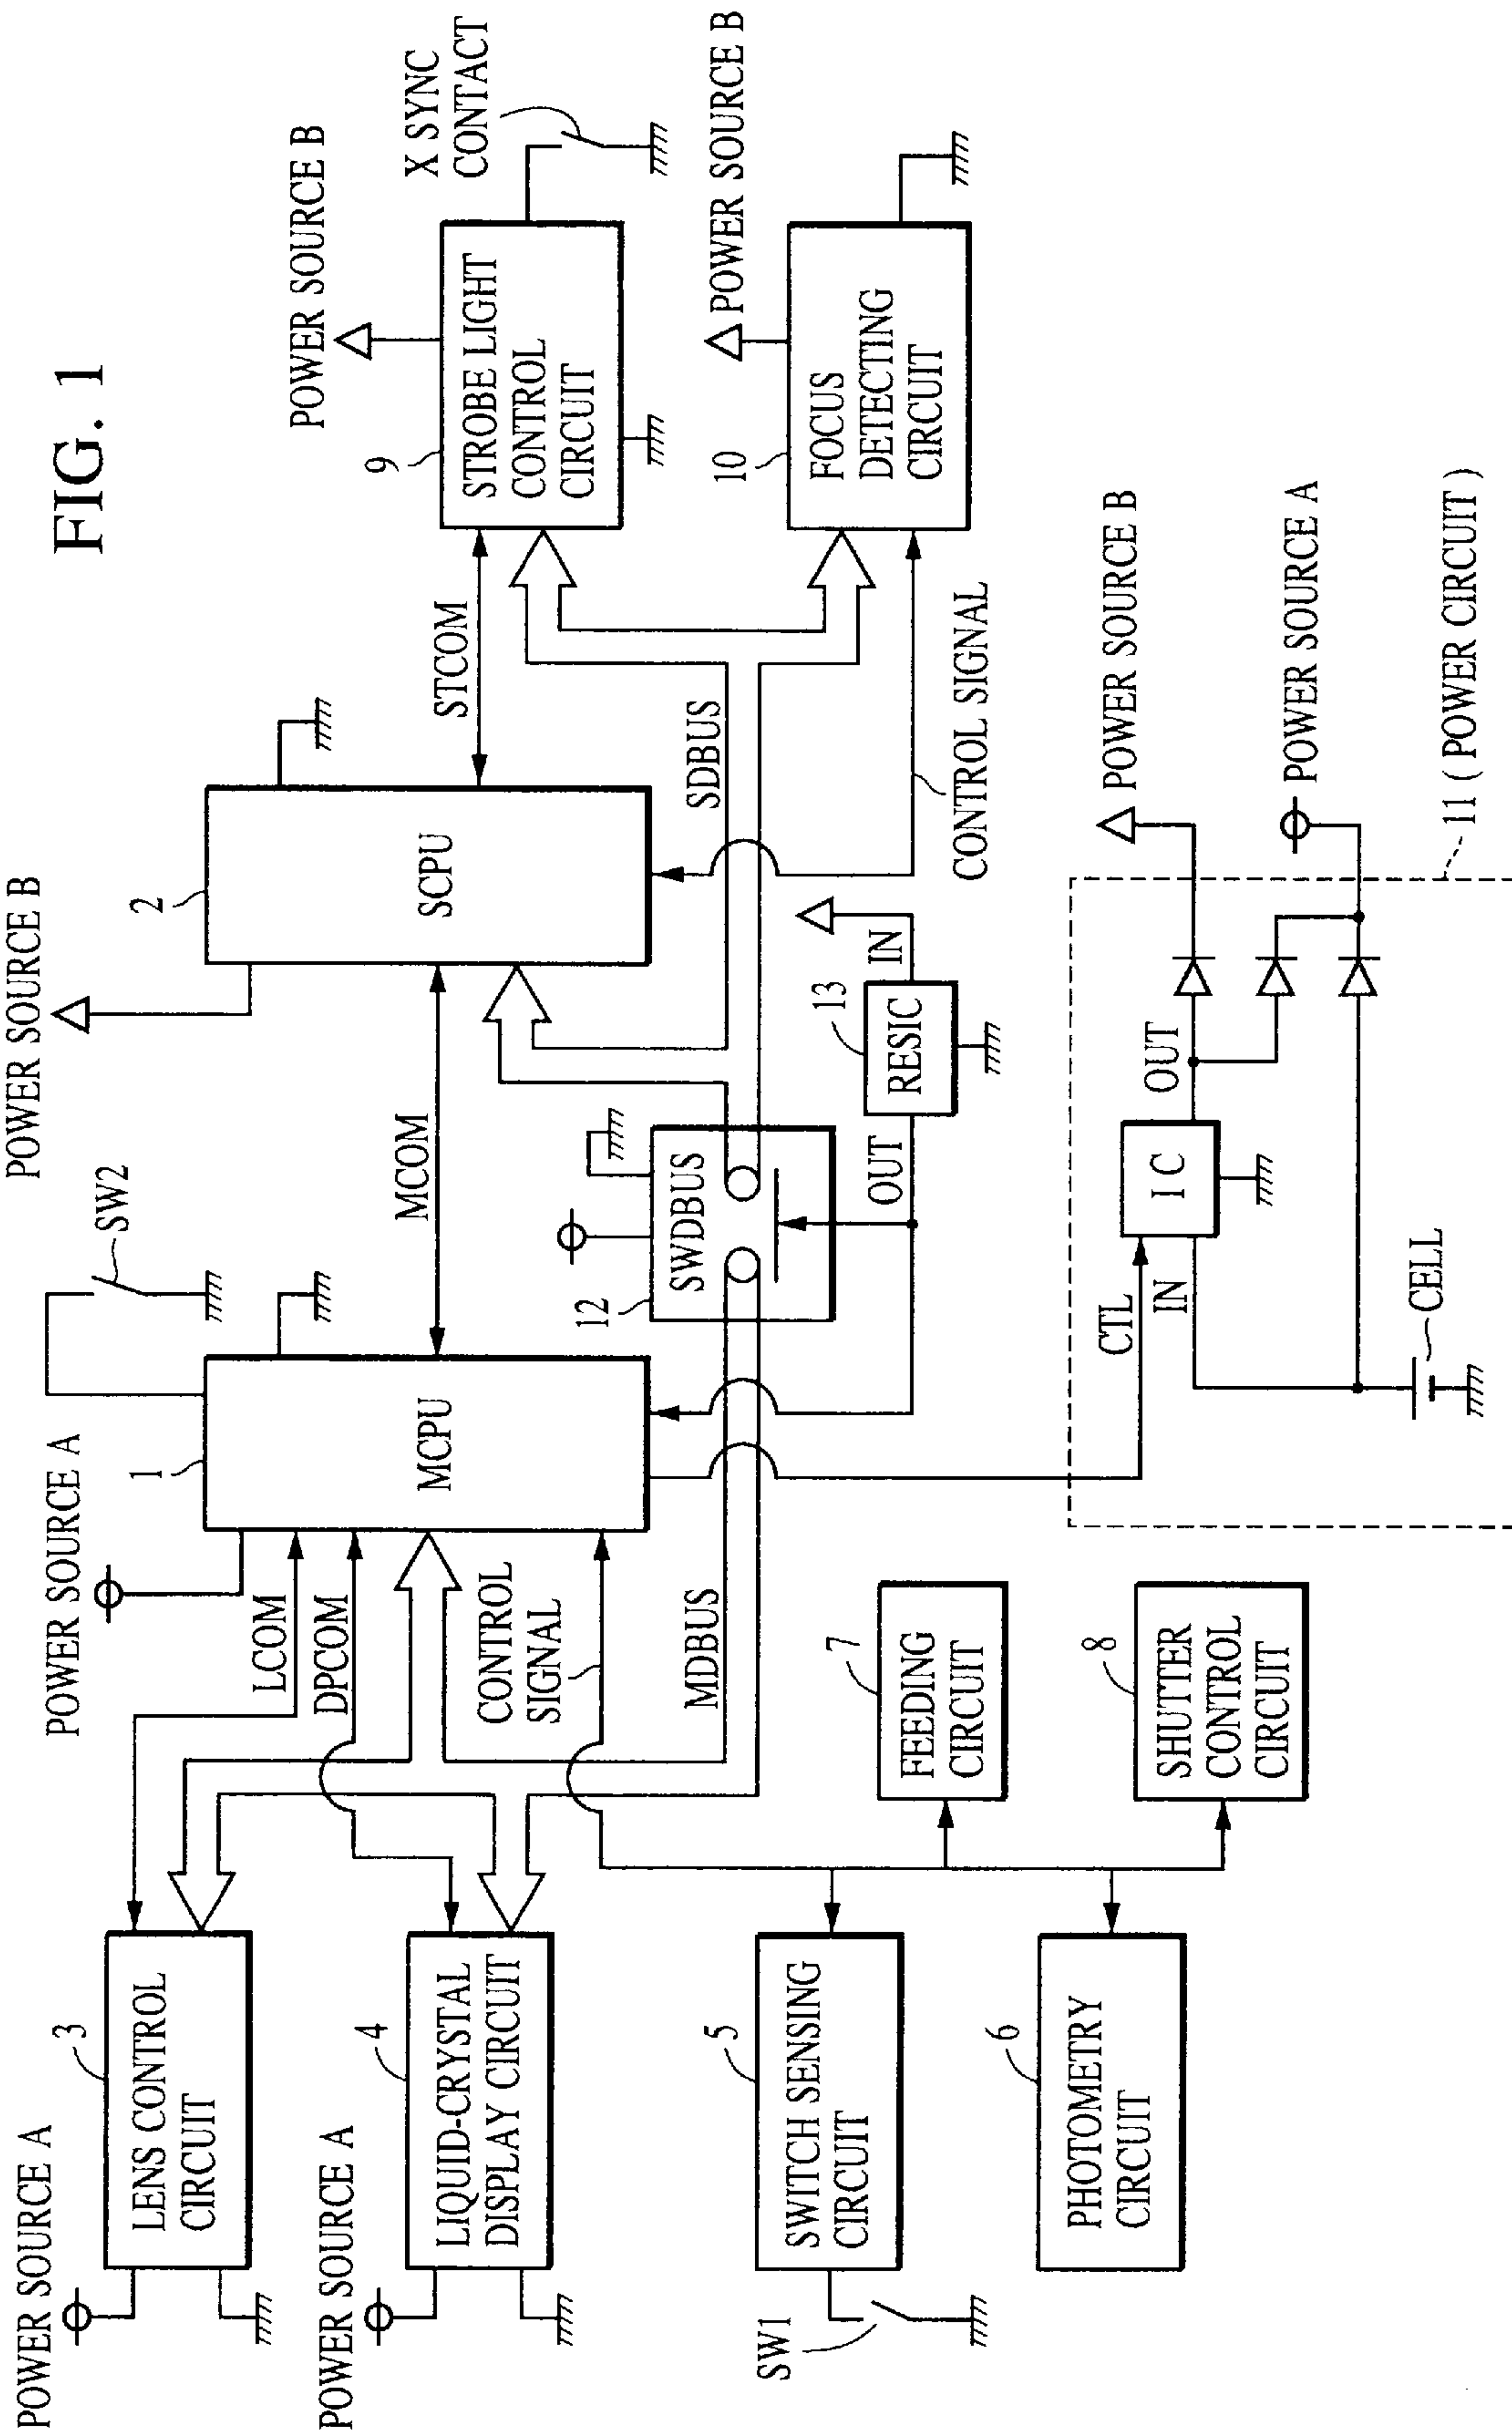 FIG. 1
POWER SOURCE A
3
LENS CONTROL
CIRCUIT
POWER SOURCE A
4
LIQUID-CRYSTAL
DISPLAY CIRCUIT
5
SWITCH SENSING
CIRCUIT
SW1
6
PHOTOMETRY
CIRCUIT
7
FEEDING
CIRCUIT
8
SHUTTER
CONTROL
CIRCUIT
LCOM
DPCOM
CONTROL
SIGNAL
MDBUS
POWER SOURCE A
1
MCPU
SW2
MCOM
12
SWDBUS
OUT
13
RESIC
IN
POWER SOURCE B
2
SCPU
STCOM
SDBUS
CONTROL SIGNAL
POWER SOURCE B
9
STROBE LIGHT
CONTROL
CIRCUIT
X SYNC
CONTACT
POWER SOURCE B
10
FOCUS
DETECTING
CIRCUIT
CTL
IN
IC
OUT
CELL
POWER SOURCE B
POWER SOURCE A
11 ( POWER CIRCUIT )